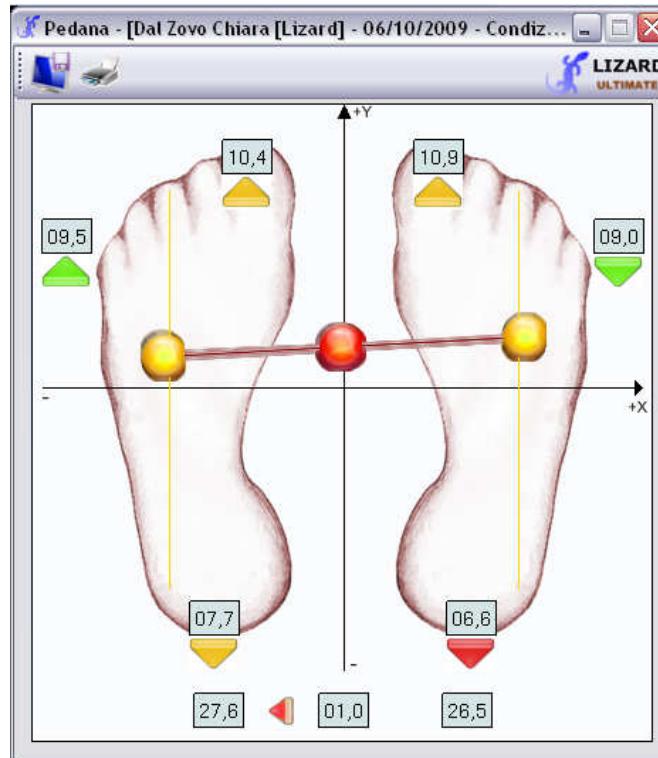 Pedana - [Dal Zovo Chiara [Lizard] - 06/10/2009 - Condiz...
LIZARD
ULTIMATE
+Y
10,4
10,9
09,5
09,0
-
+X
07,7
06,6
-
27,6
01,0
26,5